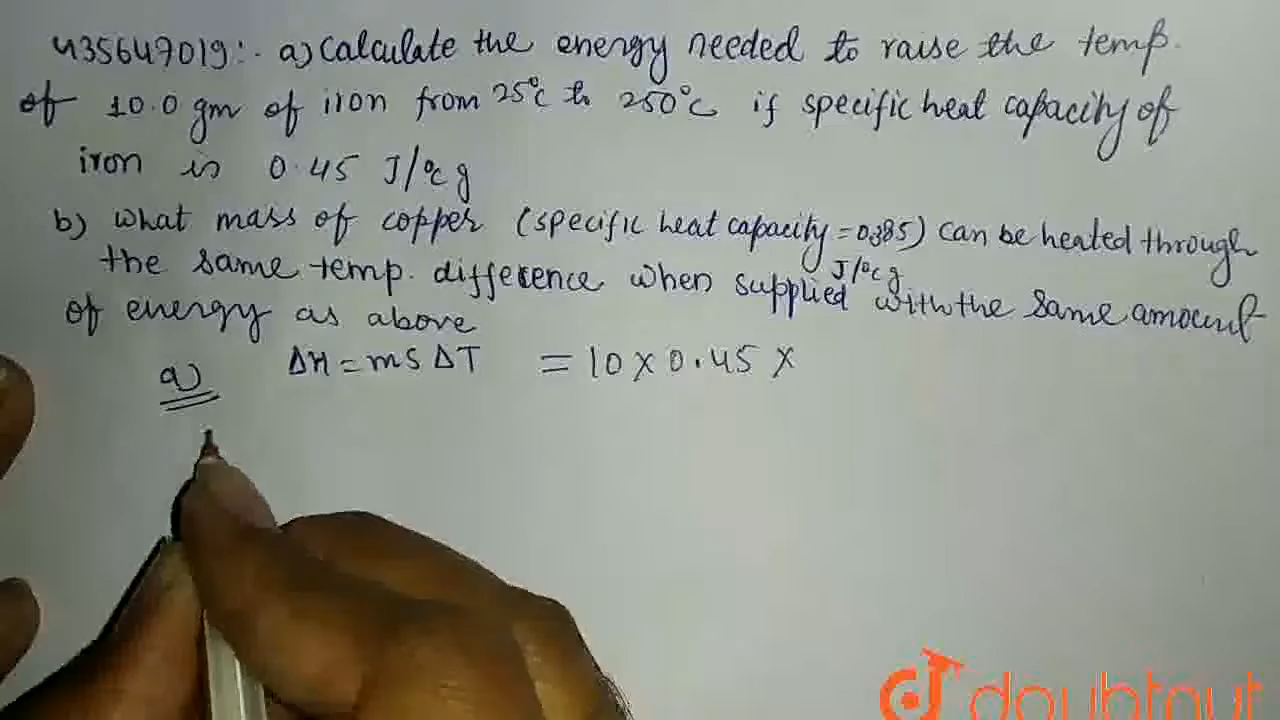 435647019:- a) Calculate the energy needed to raise the temp.
of 10.0 gm of iron from 25°C to 250°C if specific heat capacity of
iron is 0.45 J/°C g
b) What mass of copper (specific heat capacity = 0.385) can be heated through
J/°C g
the same temp. difference when supplied with the same amount
of energy as above
a) ΔH = mSΔT = 10 × 0.45 ×
doubtnut